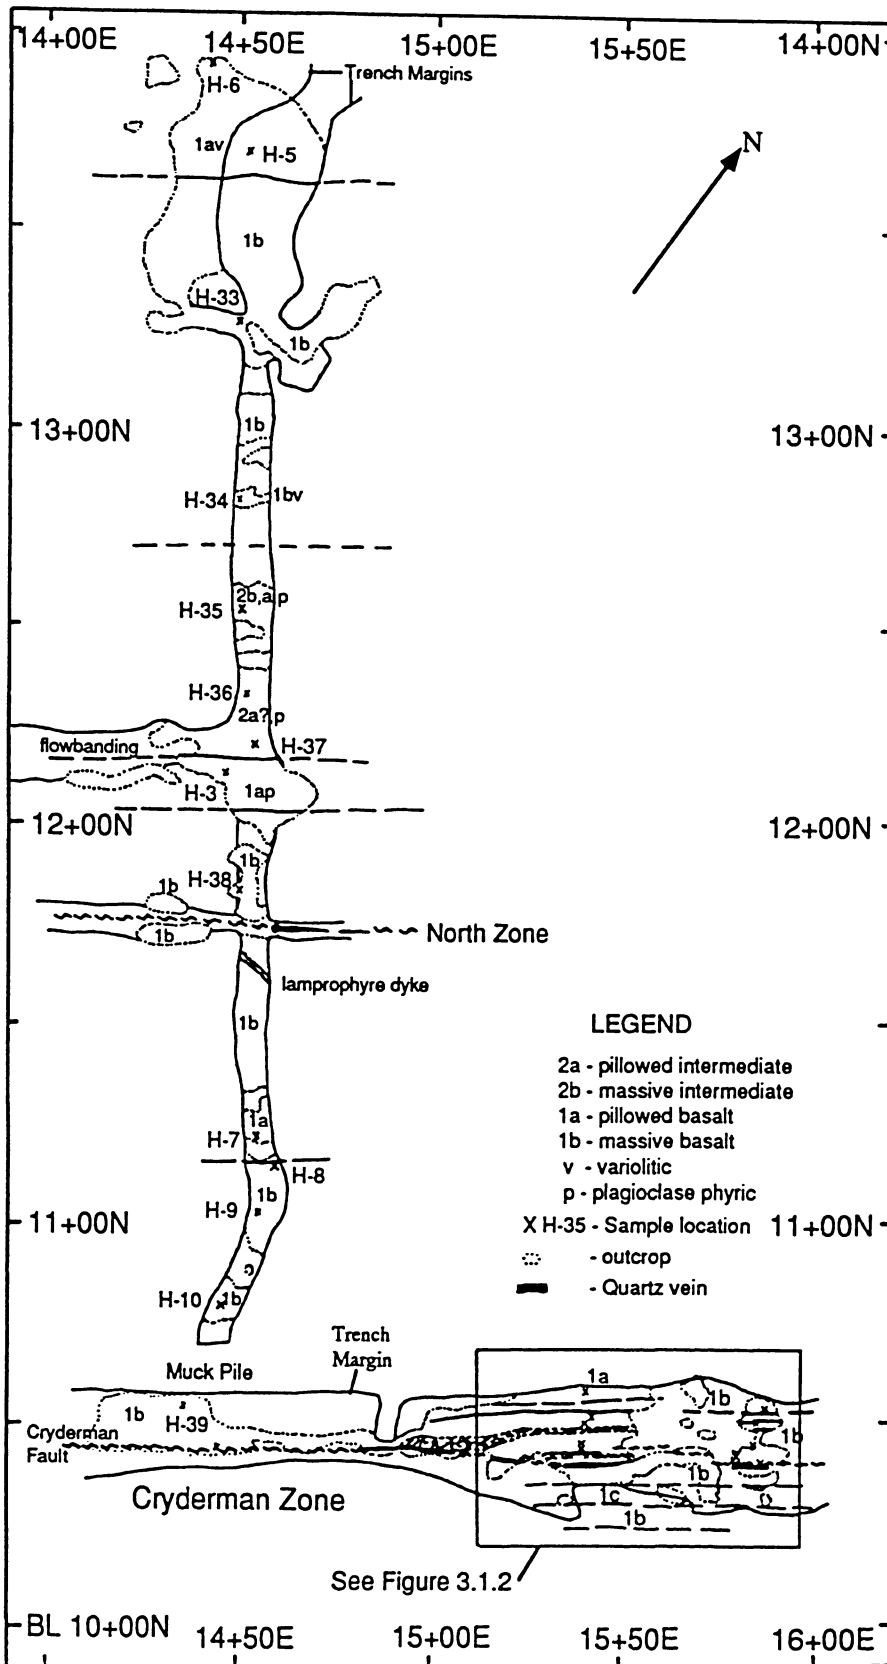 14+00E 14+50E 15+00E 15+50E 14+00N
H-6
Trench Margins
1av
H-5
N
1b
H-33
1b
13+00N 1b 13+00N
H-34 1bv
2b,a,p
H-35
H-36
2a?,p
flowbanding H-37
H-3 1ap
12+00N 12+00N
1b
H-38
1b
1b
North Zone
lamprophyre dyke
1b
LEGEND
2a - pillowed intermediate
2b - massive intermediate
1a - pillowed basalt
1b - massive basalt
v - variolitic
p - plagioclase phyric
X H-35 - Sample location
- outcrop
- Quartz vein
1a
H-7
H-8
1b
H-9
11+00N 11+00N
H-10 1b
Trench
Margin
Muck Pile
1a
1b
1b
H-39
Cryderman
Fault
1b
1b
1c
1b
Cryderman Zone
See Figure 3.1.2
BL 10+00N
14+50E 15+00E 15+50E 16+00E